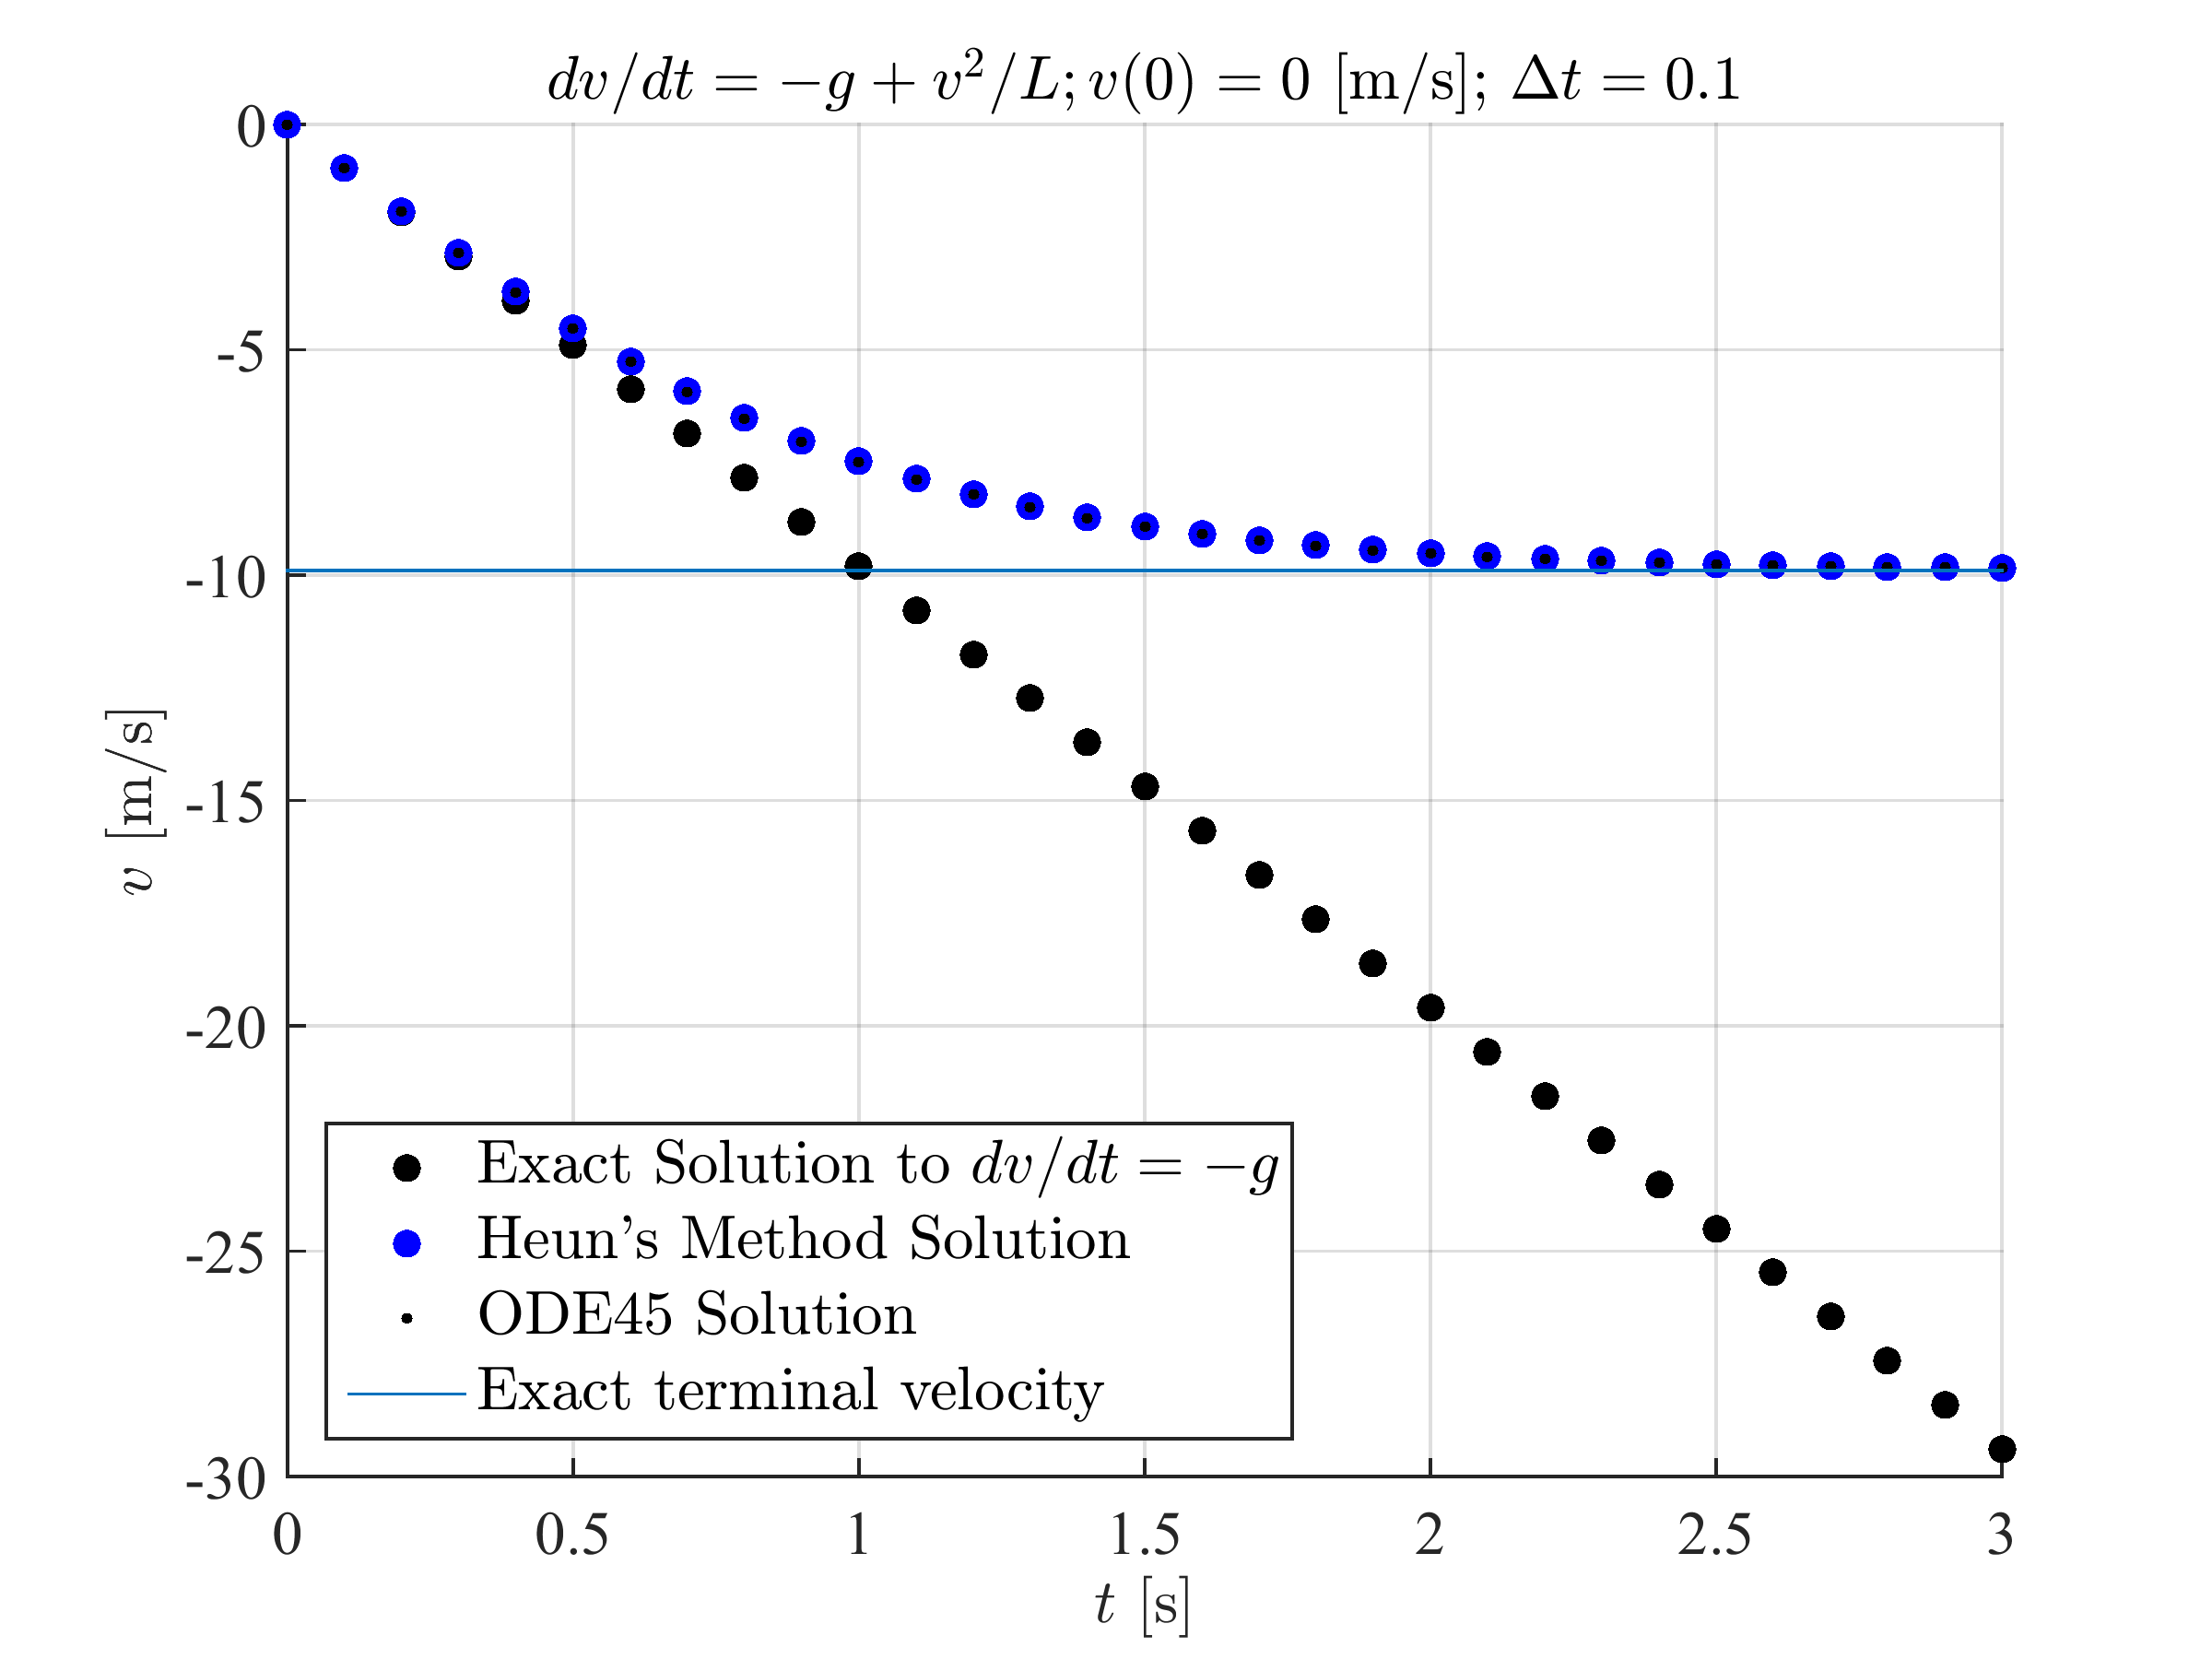 dv/dt = −g + v²/L; v(0) = 0 [m/s]; Δt = 0.1
0
-5
-10
-15
-20
-25
-30
v [m/s]
Exact Solution to dv/dt = −g
Heun's Method Solution
ODE45 Solution
Exact terminal velocity
0 0.5 1 1.5 2 2.5 3
t [s]